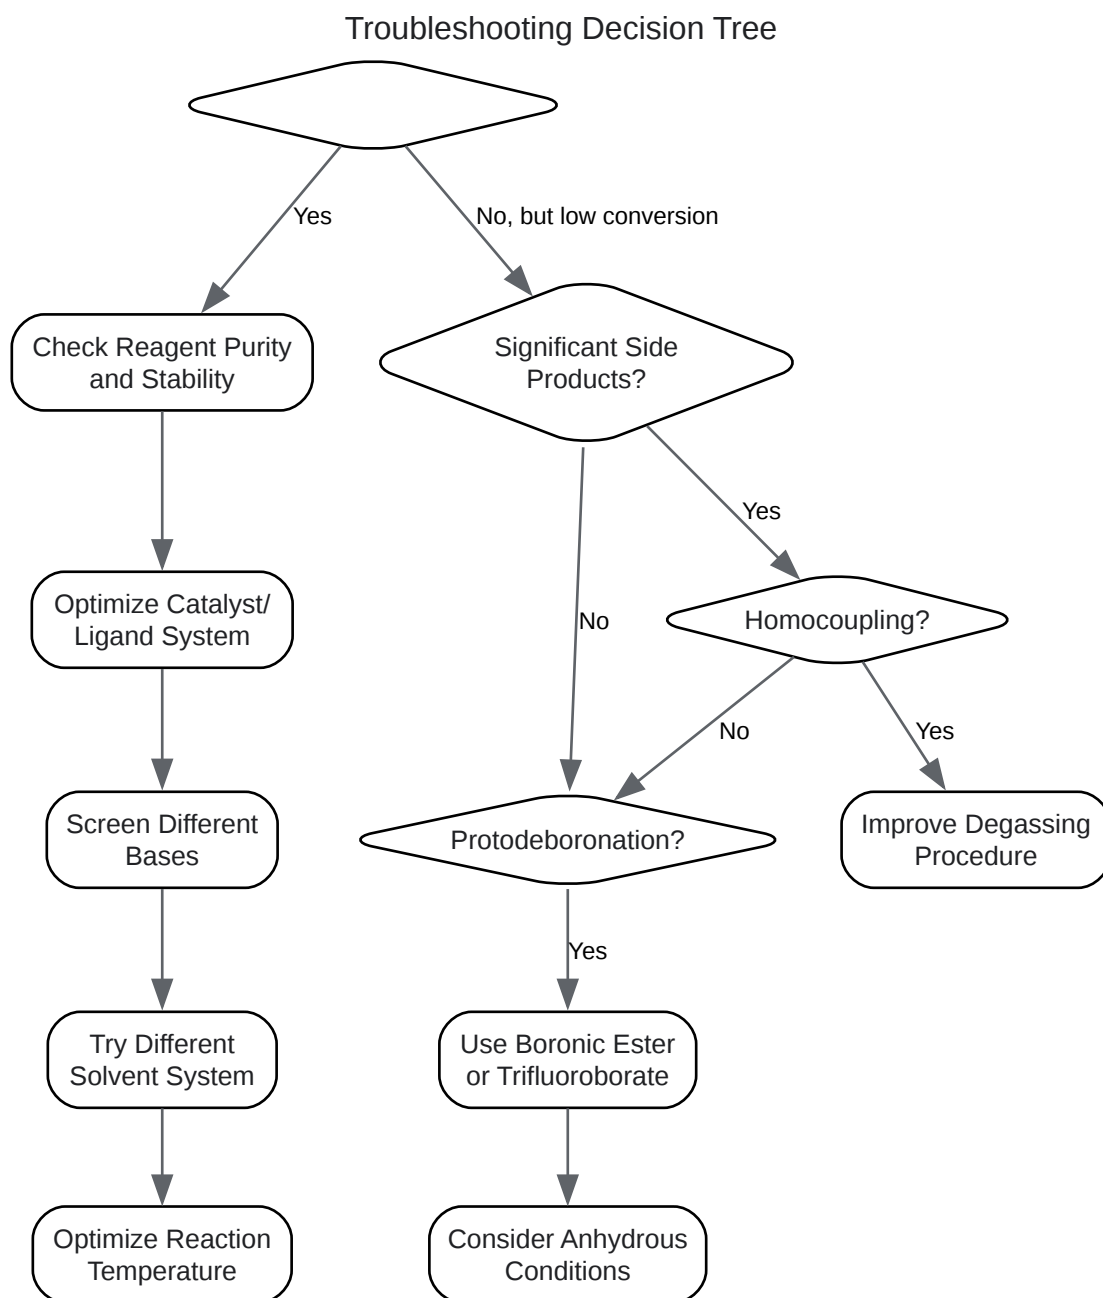 Troubleshooting Decision Tree
Yes
No, but low conversion
Check Reagent Purity
and Stability
Significant Side
Products?
Yes
Optimize Catalyst/
Ligand System
No
Homocoupling?
No
Yes
Screen Different
Bases
Protodeboronation?
Improve Degassing
Procedure
Yes
Try Different
Solvent System
Use Boronic Ester
or Trifluoroborate
Optimize Reaction
Temperature
Consider Anhydrous
Conditions